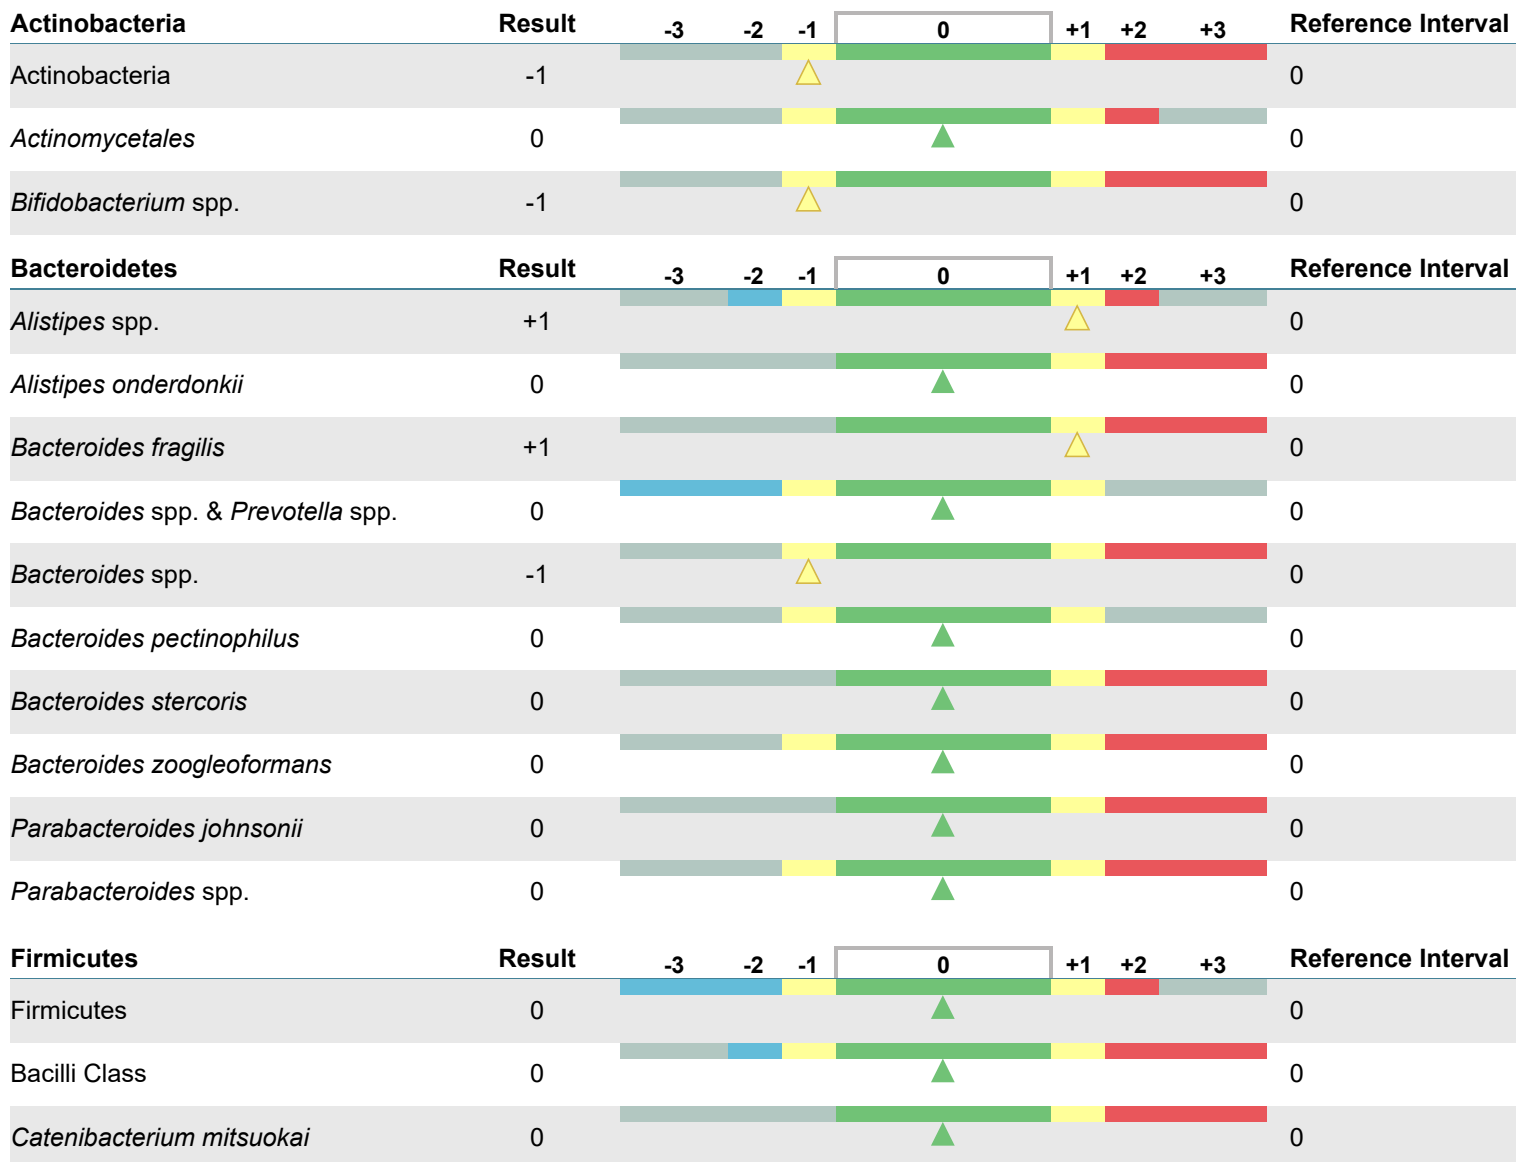 Actinobacteria Result -3 -2 -1 0 +1 +2 +3 Reference Interval
Actinobacteria -1 0
Actinomycetales 0 0
Bifidobacterium spp. -1 0
Bacteroidetes Result -3 -2 -1 0 +1 +2 +3 Reference Interval
Alistipes spp. +1 0
Alistipes onderdonkii 0 0
Bacteroides fragilis +1 0
Bacteroides spp. & Prevotella spp. 0 0
Bacteroides spp. -1 0
Bacteroides pectinophilus 0 0
Bacteroides stercoris 0 0
Bacteroides zoogleoformans 0 0
Parabacteroides johnsonii 0 0
Parabacteroides spp. 0 0
Firmicutes Result -3 -2 -1 0 +1 +2 +3 Reference Interval
Firmicutes 0 0
Bacilli Class 0 0
Catenibacterium mitsuokai 0 0